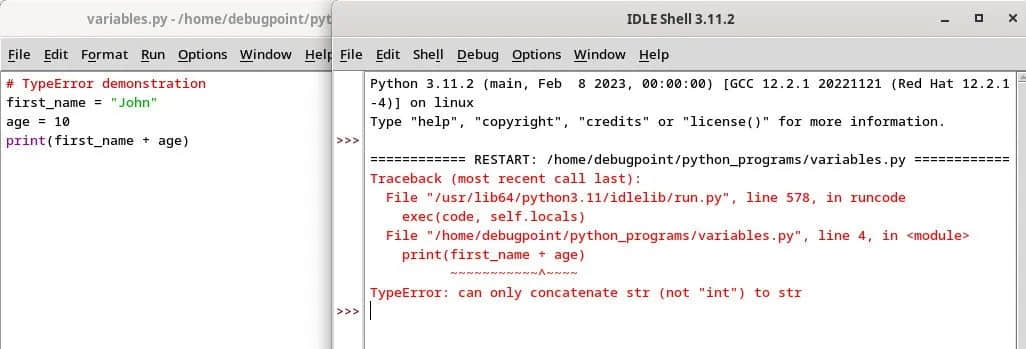 variables.py - /home/debugpoint/pyt
File Edit Format Run Options Window Help
# TypeError demonstration
first_name = "John"
age = 10
print(first_name + age)
IDLE Shell 3.11.2
File Edit Shell Debug Options Window Help
Python 3.11.2 (main, Feb  8 2023, 00:00:00) [GCC 12.2.1 20221121 (Red Hat 12.2.1
-4)] on linux
Type "help", "copyright", "credits" or "license()" for more information.
>>>
============ RESTART: /home/debugpoint/python_programs/variables.py ============
Traceback (most recent call last):
  File "/usr/lib64/python3.11/idlelib/run.py", line 578, in runcode
    exec(code, self.locals)
  File "/home/debugpoint/python_programs/variables.py", line 4, in <module>
    print(first_name + age)
          ~~~~~~~~~~~^~~~~
TypeError: can only concatenate str (not "int") to str
>>>